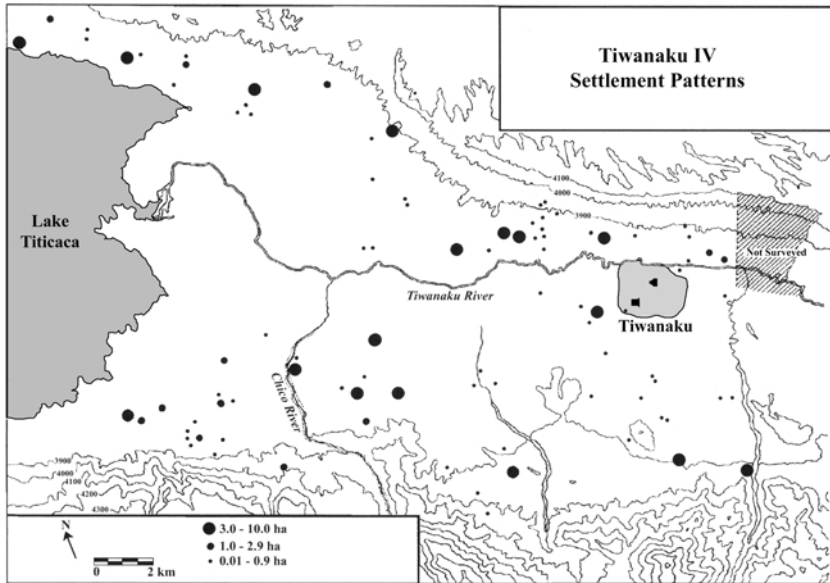 Tiwanaku IV
Settlement Patterns
4100
4000
3900
Lake
Titicaca
Not Surveyed
Tiwanaku River
Tiwanaku
Chico River
3900
4000
4100
4200
4300
N
0 2 km
3.0 - 10.0 ha
1.0 - 2.9 ha
0.01 - 0.9 ha